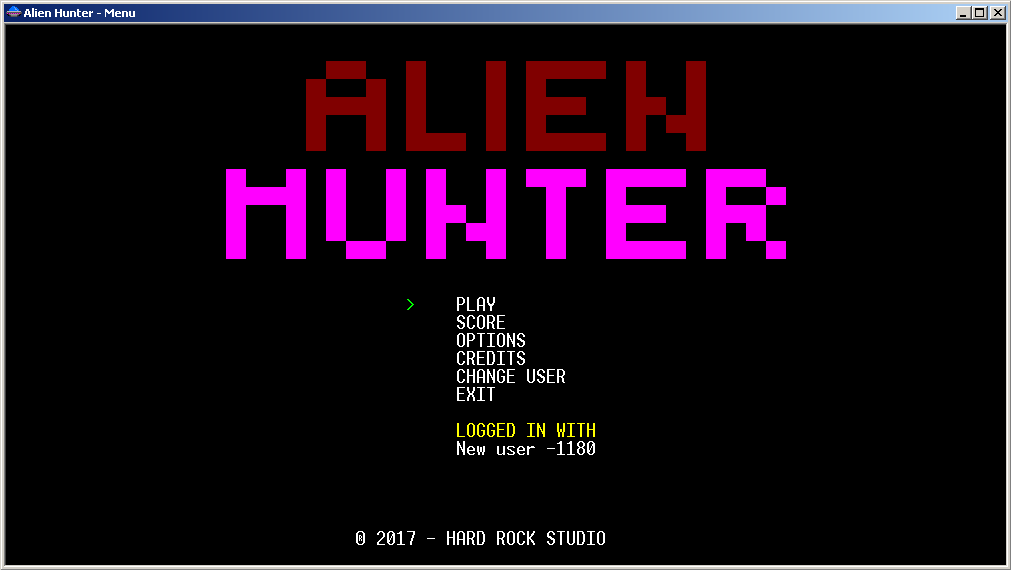 Alien Hunter - Menu
ALIEN
HUNTER
> PLAY
SCORE
OPTIONS
CREDITS
CHANGE USER
EXIT
LOGGED IN WITH
New user -1180
© 2017 - HARD ROCK STUDIO